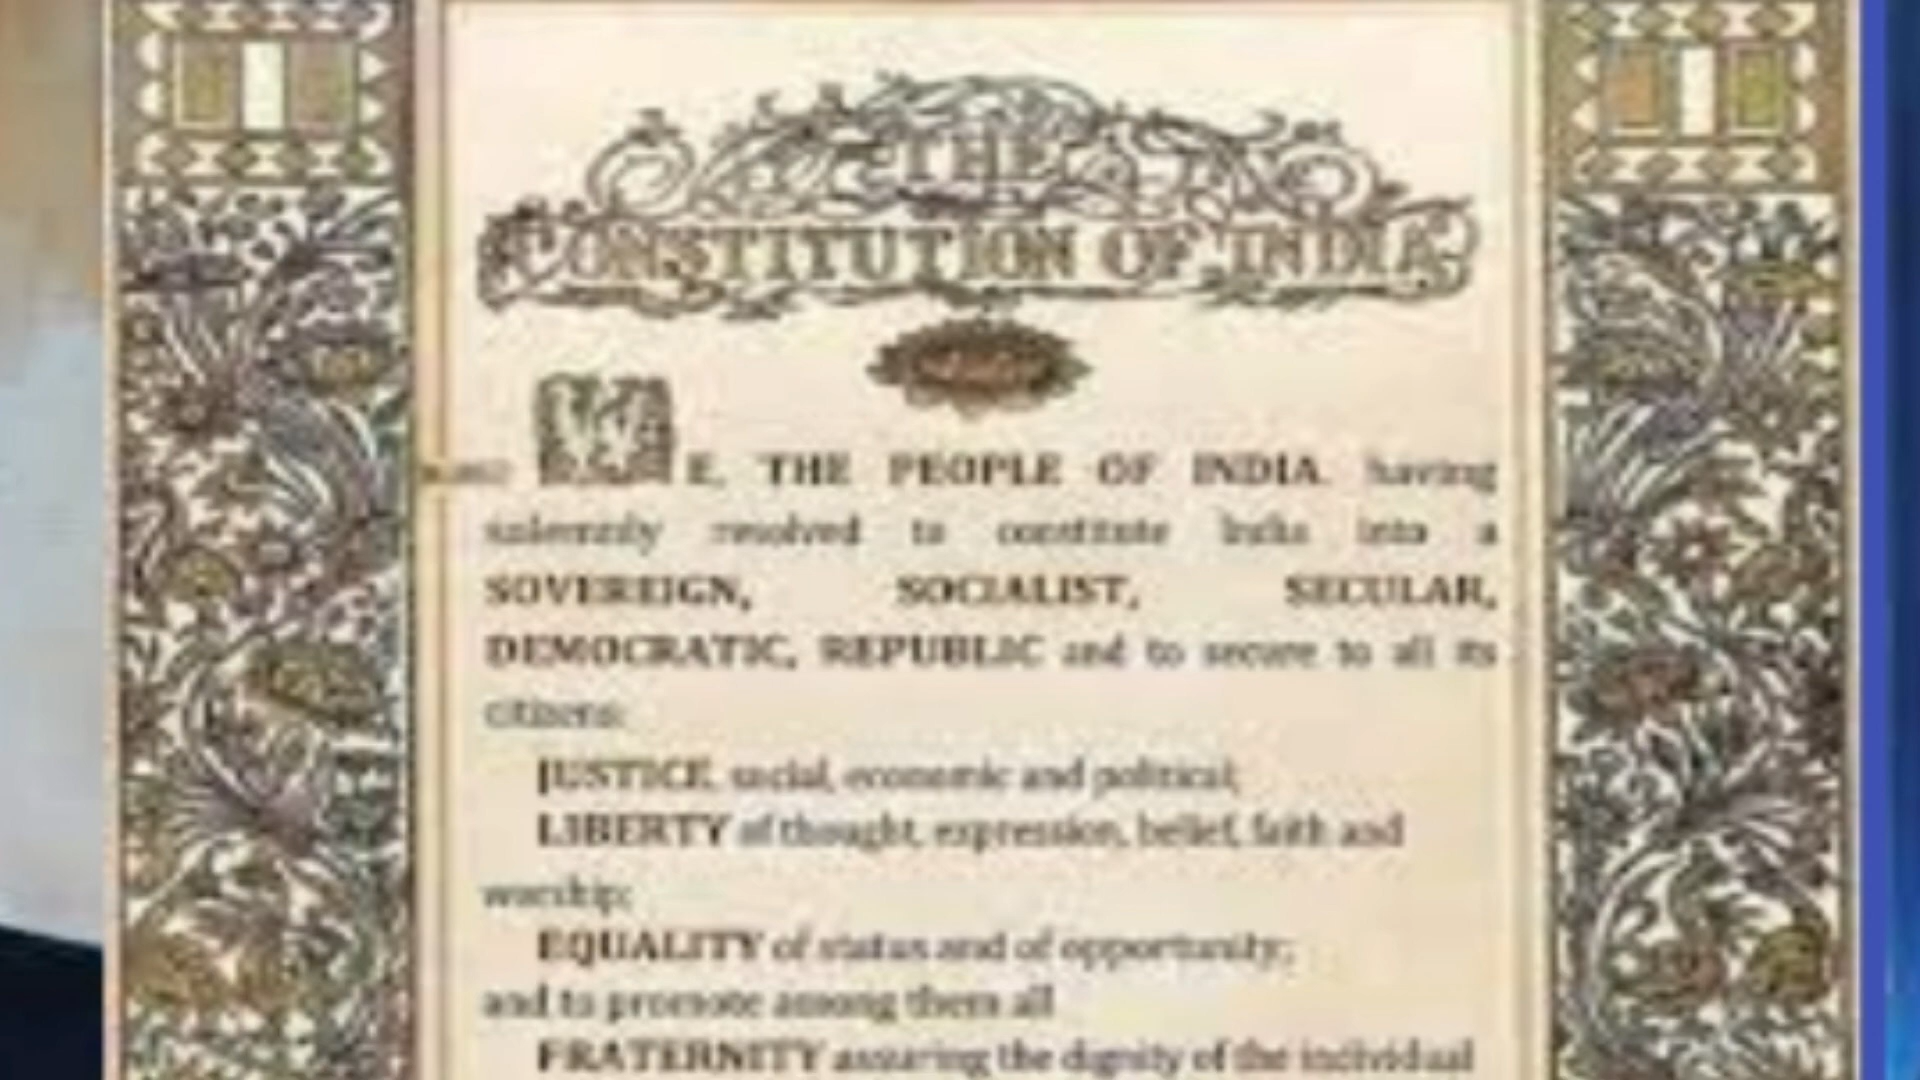 THE
CONSTITUTION OF INDIA
WE, THE PEOPLE OF INDIA having
solemnly resolved to constitute India into a
SOVEREIGN, SOCIALIST, SECULAR,
DEMOCRATIC, REPUBLIC and to secure to all its
citizens:
JUSTICE, social, economic and political;
LIBERTY of thought, expression, belief, faith and
worship;
EQUALITY of status and of opportunity;
and to promote among them all
FRATERNITY assuring the dignity of the individual